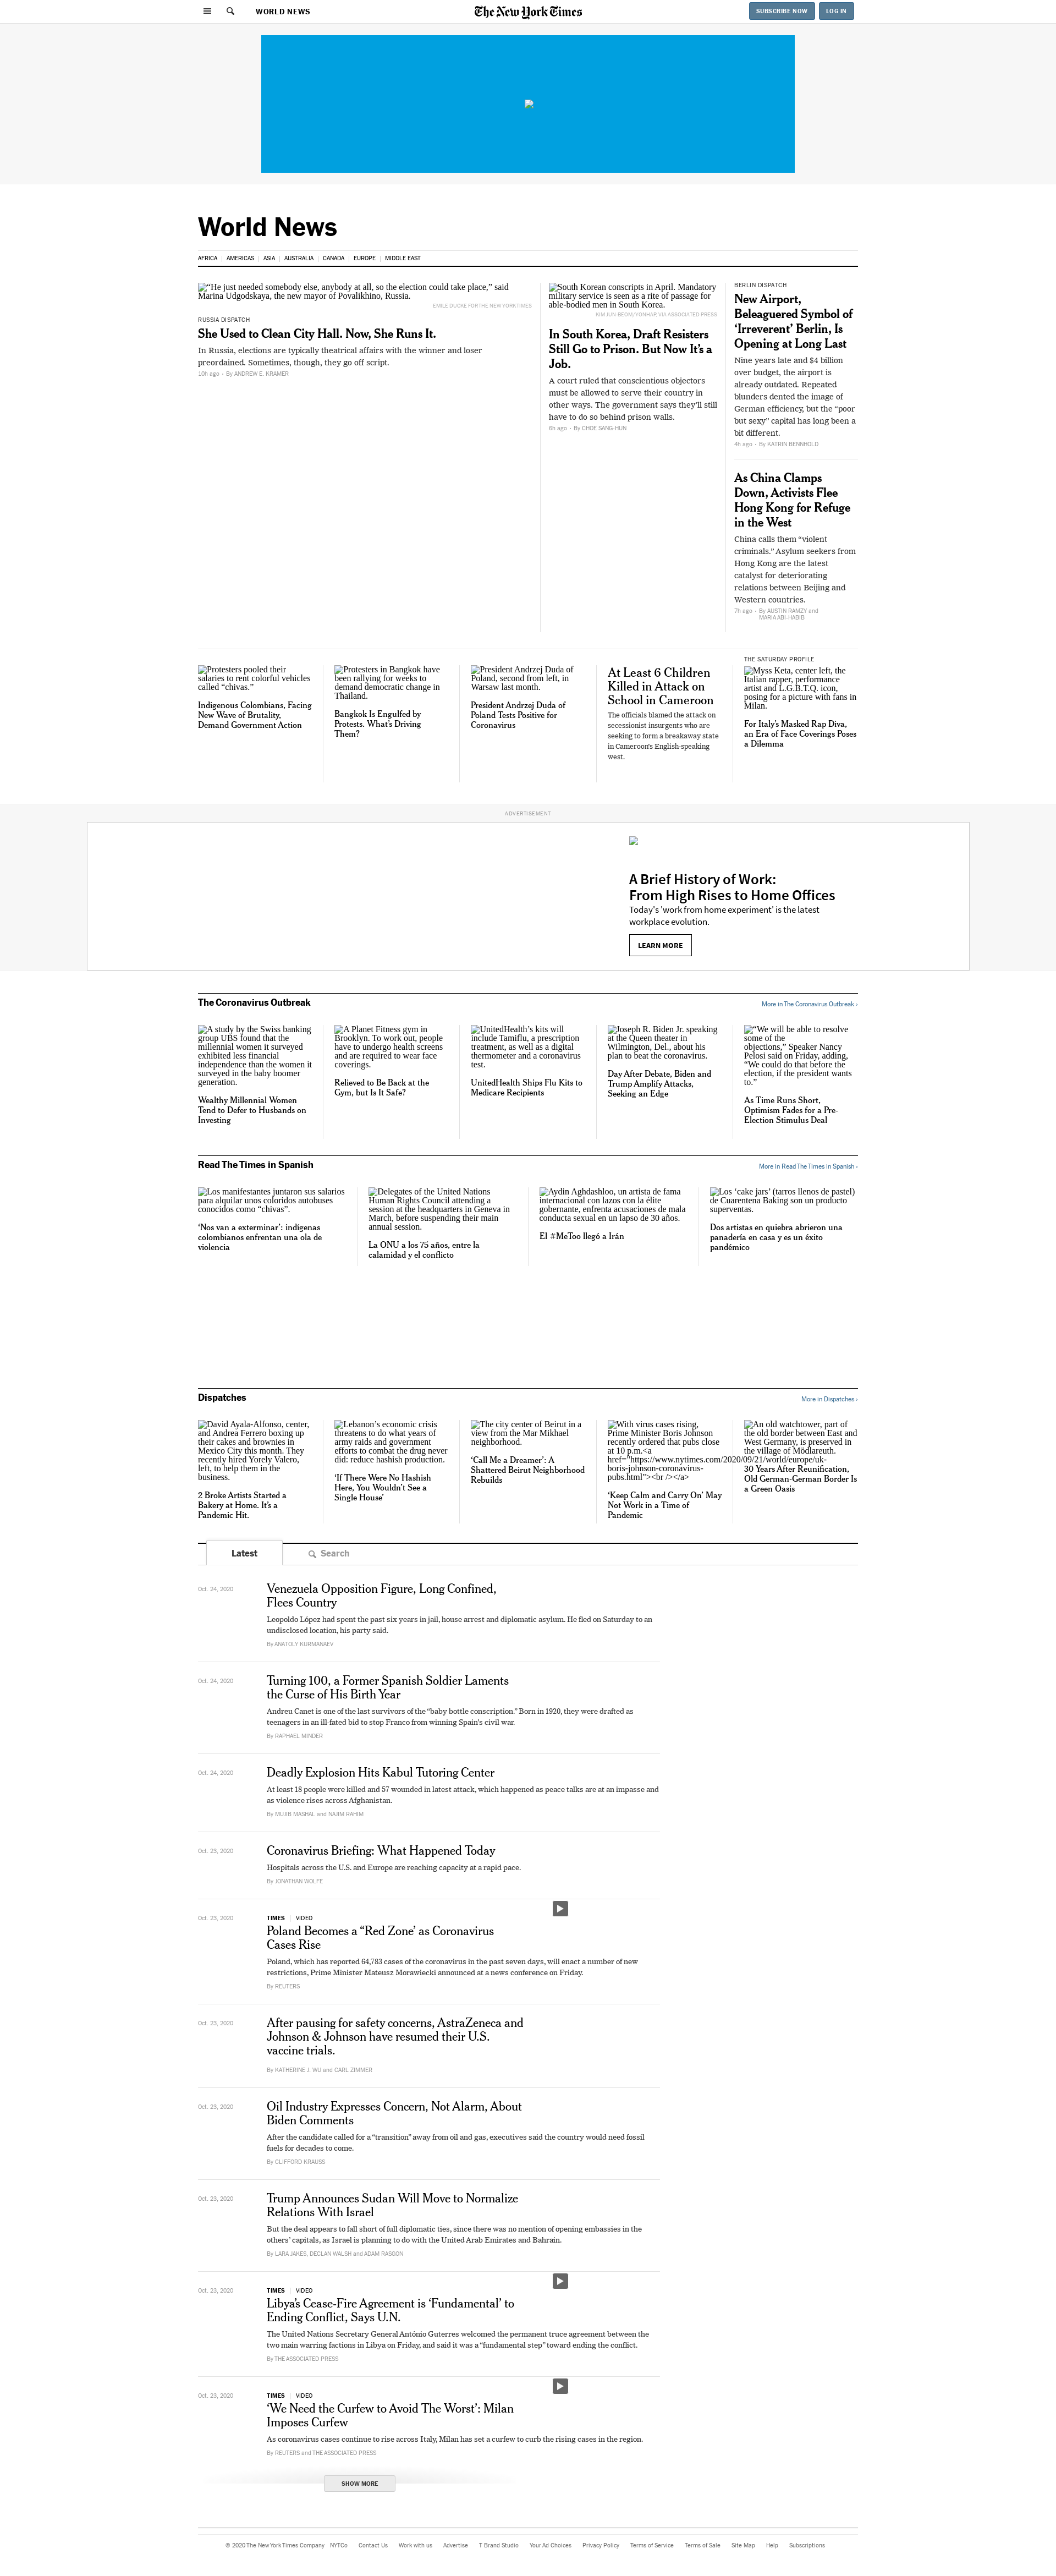 WORLD NEWS
The New York Times
SUBSCRIBE NOW
LOG IN
World News
AFRICA | AMERICAS | ASIA | AUSTRALIA | CANADA | EUROPE | MIDDLE EAST
“He just needed somebody else, anybody at all, so the election could take place,” said
Marina Udgodskaya, the new mayor of Povalikhino, Russia.
EMILE DUCKE FOR THE NEW YORK TIMES
RUSSIA DISPATCH
She Used to Clean City Hall. Now, She Runs It.
In Russia, elections are typically theatrical affairs with the winner and loser
preordained. Sometimes, though, they go off script.
10h ago · By ANDREW E. KRAMER
South Korean conscripts in April. Mandatory
military service is seen as a rite of passage for
able-bodied men in South Korea.
KIM JUN-BEOM/YONHAP, VIA ASSOCIATED PRESS
In South Korea, Draft Resisters
Still Go to Prison. But Now It’s a
Job.
A court ruled that conscientious objectors
must be allowed to serve their country in
other ways. The government says they’ll still
have to do so behind prison walls.
6h ago · By CHOE SANG-HUN
BERLIN DISPATCH
New Airport,
Beleaguered Symbol of
‘Irreverent’ Berlin, Is
Opening at Long Last
Nine years late and $4 billion
over budget, the airport is
already outdated. Repeated
blunders dented the image of
German efficiency, but the “poor
but sexy” capital has long been a
bit different.
4h ago · By KATRIN BENNHOLD
As China Clamps
Down, Activists Flee
Hong Kong for Refuge
in the West
China calls them “violent
criminals.” Asylum seekers from
Hong Kong are the latest
catalyst for deteriorating
relations between Beijing and
Western countries.
7h ago · By AUSTIN RAMZY and
MARIA ABI-HABIB
Protesters pooled their
salaries to rent colorful vehicles
called “chivas.”
Indigenous Colombians, Facing
New Wave of Brutality,
Demand Government Action
Protesters in Bangkok have
been rallying for weeks to
demand democratic change in
Thailand.
Bangkok Is Engulfed by
Protests. What’s Driving
Them?
President Andrzej Duda of
Poland, second from left, in
Warsaw last month.
President Andrzej Duda of
Poland Tests Positive for
Coronavirus
At Least 6 Children
Killed in Attack on
School in Cameroon
The officials blamed the attack on
secessionist insurgents who are
seeking to form a breakaway state
in Cameroon’s English-speaking
west.
THE SATURDAY PROFILE
Myss Keta, center left, the
Italian rapper, performance
artist and L.G.B.T.Q. icon,
posing for a picture with fans in
Milan.
For Italy’s Masked Rap Diva,
an Era of Face Coverings Poses
a Dilemma
ADVERTISEMENT
A Brief History of Work:
From High Rises to Home Offices
Today's 'work from home experiment' is the latest
workplace evolution.
LEARN MORE
The Coronavirus Outbreak
More in The Coronavirus Outbreak ›
A study by the Swiss banking
group UBS found that the
millennial women it surveyed
exhibited less financial
independence than the women it
surveyed in the baby boomer
generation.
Wealthy Millennial Women
Tend to Defer to Husbands on
Investing
A Planet Fitness gym in
Brooklyn. To work out, people
have to undergo health screens
and are required to wear face
coverings.
Relieved to Be Back at the
Gym, but Is It Safe?
UnitedHealth’s kits will
include Tamiflu, a prescription
treatment, as well as a digital
thermometer and a coronavirus
test.
UnitedHealth Ships Flu Kits to
Medicare Recipients
Joseph R. Biden Jr. speaking
at the Queen theater in
Wilmington, Del., about his
plan to beat the coronavirus.
Day After Debate, Biden and
Trump Amplify Attacks,
Seeking an Edge
“We will be able to resolve
some of the
objections,” Speaker Nancy
Pelosi said on Friday, adding,
“We could do that before the
election, if the president wants
to.”
As Time Runs Short,
Optimism Fades for a Pre-
Election Stimulus Deal
Read The Times in Spanish
More in Read The Times in Spanish ›
Los manifestantes juntaron sus salarios
para alquilar unos coloridos autobuses
conocidos como “chivas”.
‘Nos van a exterminar’: indígenas
colombianos enfrentan una ola de
violencia
Delegates of the United Nations
Human Rights Council attending a
session at the headquarters in Geneva in
March, before suspending their main
annual session.
La ONU a los 75 años, entre la
calamidad y el conflicto
Aydin Aghdashloo, un artista de fama
internacional con lazos con la élite
gobernante, enfrenta acusaciones de mala
conducta sexual en un lapso de 30 años.
El #MeToo llegó a Irán
Los ‘cake jars’ (tarros llenos de pastel)
de Cuarentena Baking son un producto
superventas.
Dos artistas en quiebra abrieron una
panadería en casa y es un éxito
pandémico
Dispatches
More in Dispatches ›
David Ayala-Alfonso, center,
and Andrea Ferrero boxing up
their cakes and brownies in
Mexico City this month. They
recently hired Yorely Valero,
left, to help them in the
business.
2 Broke Artists Started a
Bakery at Home. It’s a
Pandemic Hit.
Lebanon’s economic crisis
threatens to do what years of
army raids and government
efforts to combat the drug never
did: reduce hashish production.
‘If There Were No Hashish
Here, You Wouldn’t See a
Single House’
The city center of Beirut in a
view from the Mar Mikhael
neighborhood.
‘Call Me a Dreamer’: A
Shattered Beirut Neighborhood
Rebuilds
With virus cases rising,
Prime Minister Boris Johnson
recently ordered that pubs close
at 10 p.m.<a
href="https://www.nytimes.com/2020/09/21/world/europe/uk-
boris-johnson-coronavirus-
pubs.html"><br /></a>
‘Keep Calm and Carry On’ May
Not Work in a Time of
Pandemic
An old watchtower, part of
the old border between East and
West Germany, is preserved in
the village of Mödlareuth.
30 Years After Reunification,
Old German-German Border Is
a Green Oasis
Latest
Search
Oct. 24, 2020
Venezuela Opposition Figure, Long Confined,
Flees Country
Leopoldo López had spent the past six years in jail, house arrest and diplomatic asylum. He fled on Saturday to an
undisclosed location, his party said.
By ANATOLY KURMANAEV
Oct. 24, 2020
Turning 100, a Former Spanish Soldier Laments
the Curse of His Birth Year
Andreu Canet is one of the last survivors of the “baby bottle conscription.” Born in 1920, they were drafted as
teenagers in an ill-fated bid to stop Franco from winning Spain’s civil war.
By RAPHAEL MINDER
Oct. 24, 2020
Deadly Explosion Hits Kabul Tutoring Center
At least 18 people were killed and 57 wounded in latest attack, which happened as peace talks are at an impasse and
as violence rises across Afghanistan.
By MUJIB MASHAL and NAJIM RAHIM
Oct. 23, 2020
Coronavirus Briefing: What Happened Today
Hospitals across the U.S. and Europe are reaching capacity at a rapid pace.
By JONATHAN WOLFE
Oct. 23, 2020
TIMES | VIDEO
Poland Becomes a “Red Zone’ as Coronavirus
Cases Rise
Poland, which has reported 64,783 cases of the coronavirus in the past seven days, will enact a number of new
restrictions, Prime Minister Mateusz Morawiecki announced at a news conference on Friday.
By REUTERS
Oct. 23, 2020
After pausing for safety concerns, AstraZeneca and
Johnson & Johnson have resumed their U.S.
vaccine trials.
By KATHERINE J. WU and CARL ZIMMER
Oct. 23, 2020
Oil Industry Expresses Concern, Not Alarm, About
Biden Comments
After the candidate called for a “transition” away from oil and gas, executives said the country would need fossil
fuels for decades to come.
By CLIFFORD KRAUSS
Oct. 23, 2020
Trump Announces Sudan Will Move to Normalize
Relations With Israel
But the deal appears to fall short of full diplomatic ties, since there was no mention of opening embassies in the
others’ capitals, as Israel is planning to do with the United Arab Emirates and Bahrain.
By LARA JAKES, DECLAN WALSH and ADAM RASGON
Oct. 23, 2020
TIMES | VIDEO
Libya’s Cease-Fire Agreement is ‘Fundamental’ to
Ending Conflict, Says U.N.
The United Nations Secretary General António Guterres welcomed the permanent truce agreement between the
two main warring factions in Libya on Friday, and said it was a “fundamental step” toward ending the conflict.
By THE ASSOCIATED PRESS
Oct. 23, 2020
TIMES | VIDEO
‘We Need the Curfew to Avoid The Worst’: Milan
Imposes Curfew
As coronavirus cases continue to rise across Italy, Milan has set a curfew to curb the rising cases in the region.
By REUTERS and THE ASSOCIATED PRESS
SHOW MORE
© 2020 The New York Times Company NYTCo Contact Us Work with us Advertise T Brand Studio Your Ad Choices Privacy Policy Terms of Service Terms of Sale Site Map Help Subscriptions